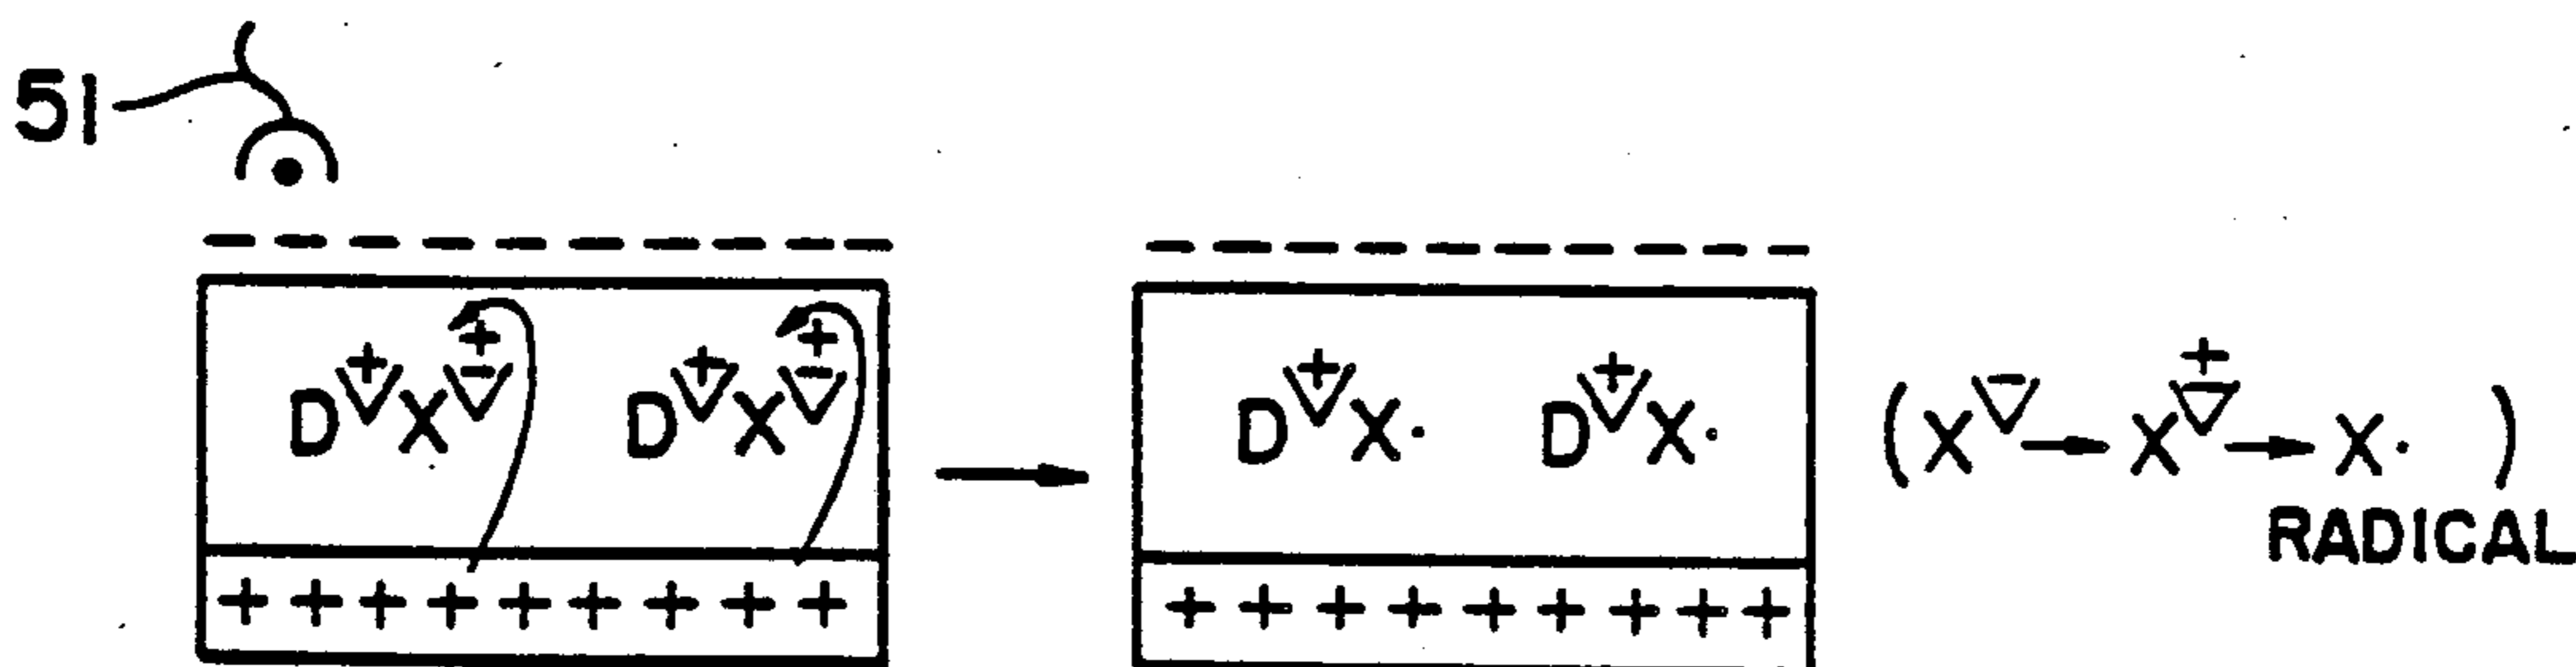 51
− − − − − − − − − −
− − − − − − − − − −
D▽+ X▽−+ D▽+ X▽−+
D▽+ X· D▽+ X·
(X▽− → X▽−+ → X· )
RADICAL
+ + + + + + + + +
+ + + + + + + + +